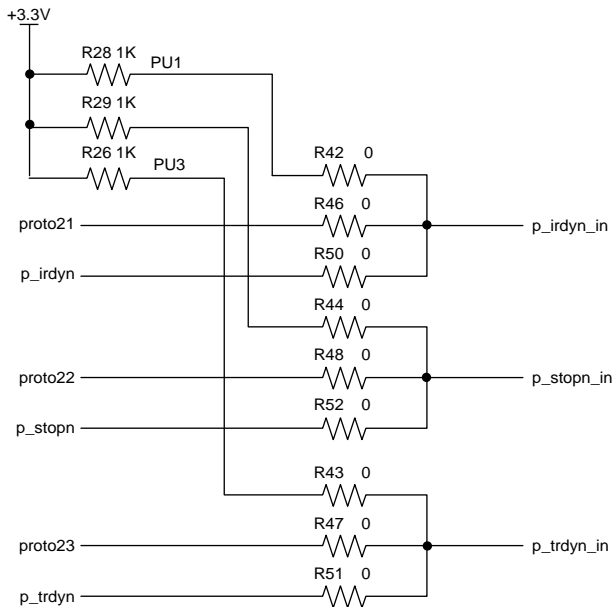 +3.3V
R28 1K
PU1
R29 1K
R26 1K
PU3
R42 0
R46 0
proto21
p_irdyn_in
R50 0
p_irdyn
R44 0
R48 0
proto22
p_stopn_in
R52 0
p_stopn
R43 0
R47 0
proto23
p_trdyn_in
R51 0
p_trdyn